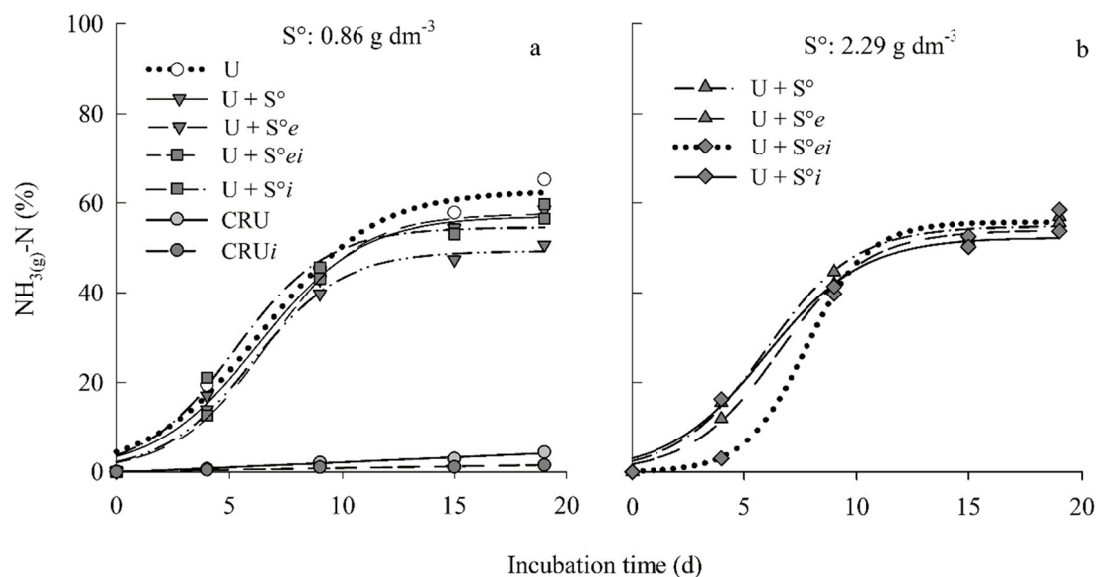 S°: 0.86 g dm⁻³ a
U
U + S°
U + S°e
U + S°ei
U + S°i
CRU
CRUi
S°: 2.29 g dm⁻³ b
U + S°
U + S°e
U + S°ei
U + S°i
NH₃₍g₎-N (%)
100
80
60
40
20
0
0 5 10 15 20
0 5 10 15 20
Incubation time (d)